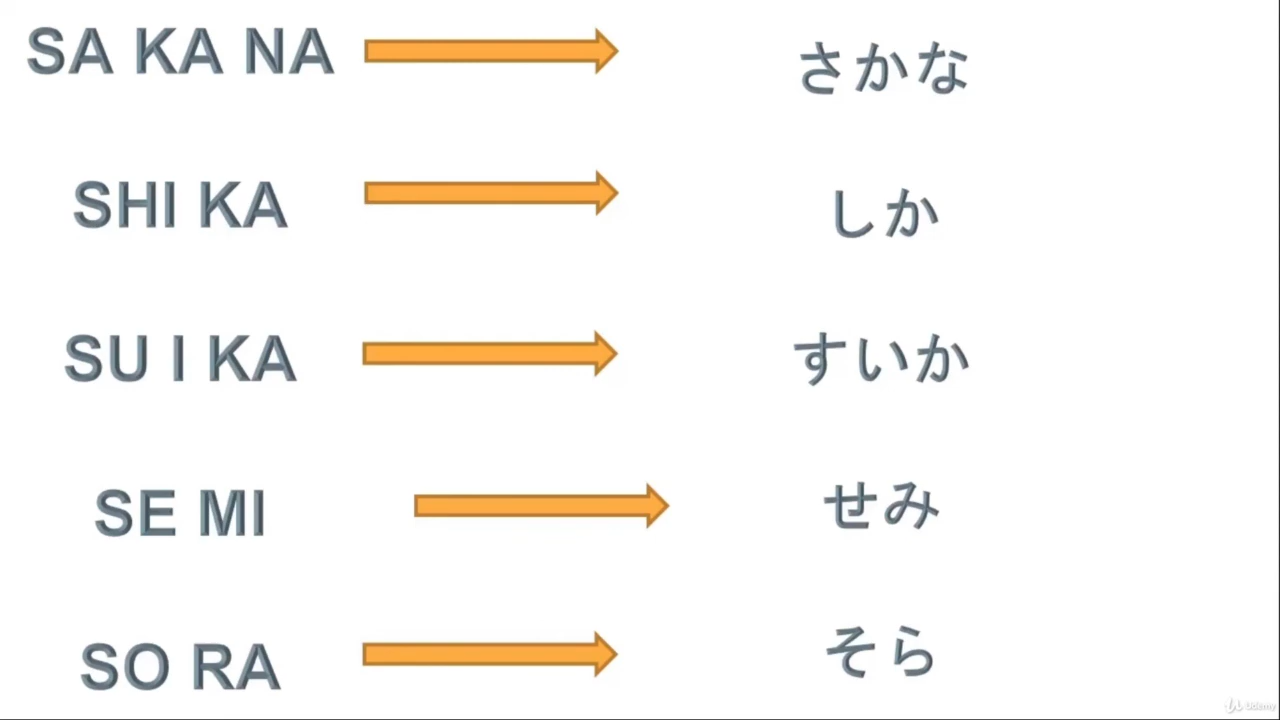 SA KA NA さかな
SHI KA しか
SU I KA すいか
SE MI せみ
SO RA そら
Udemy